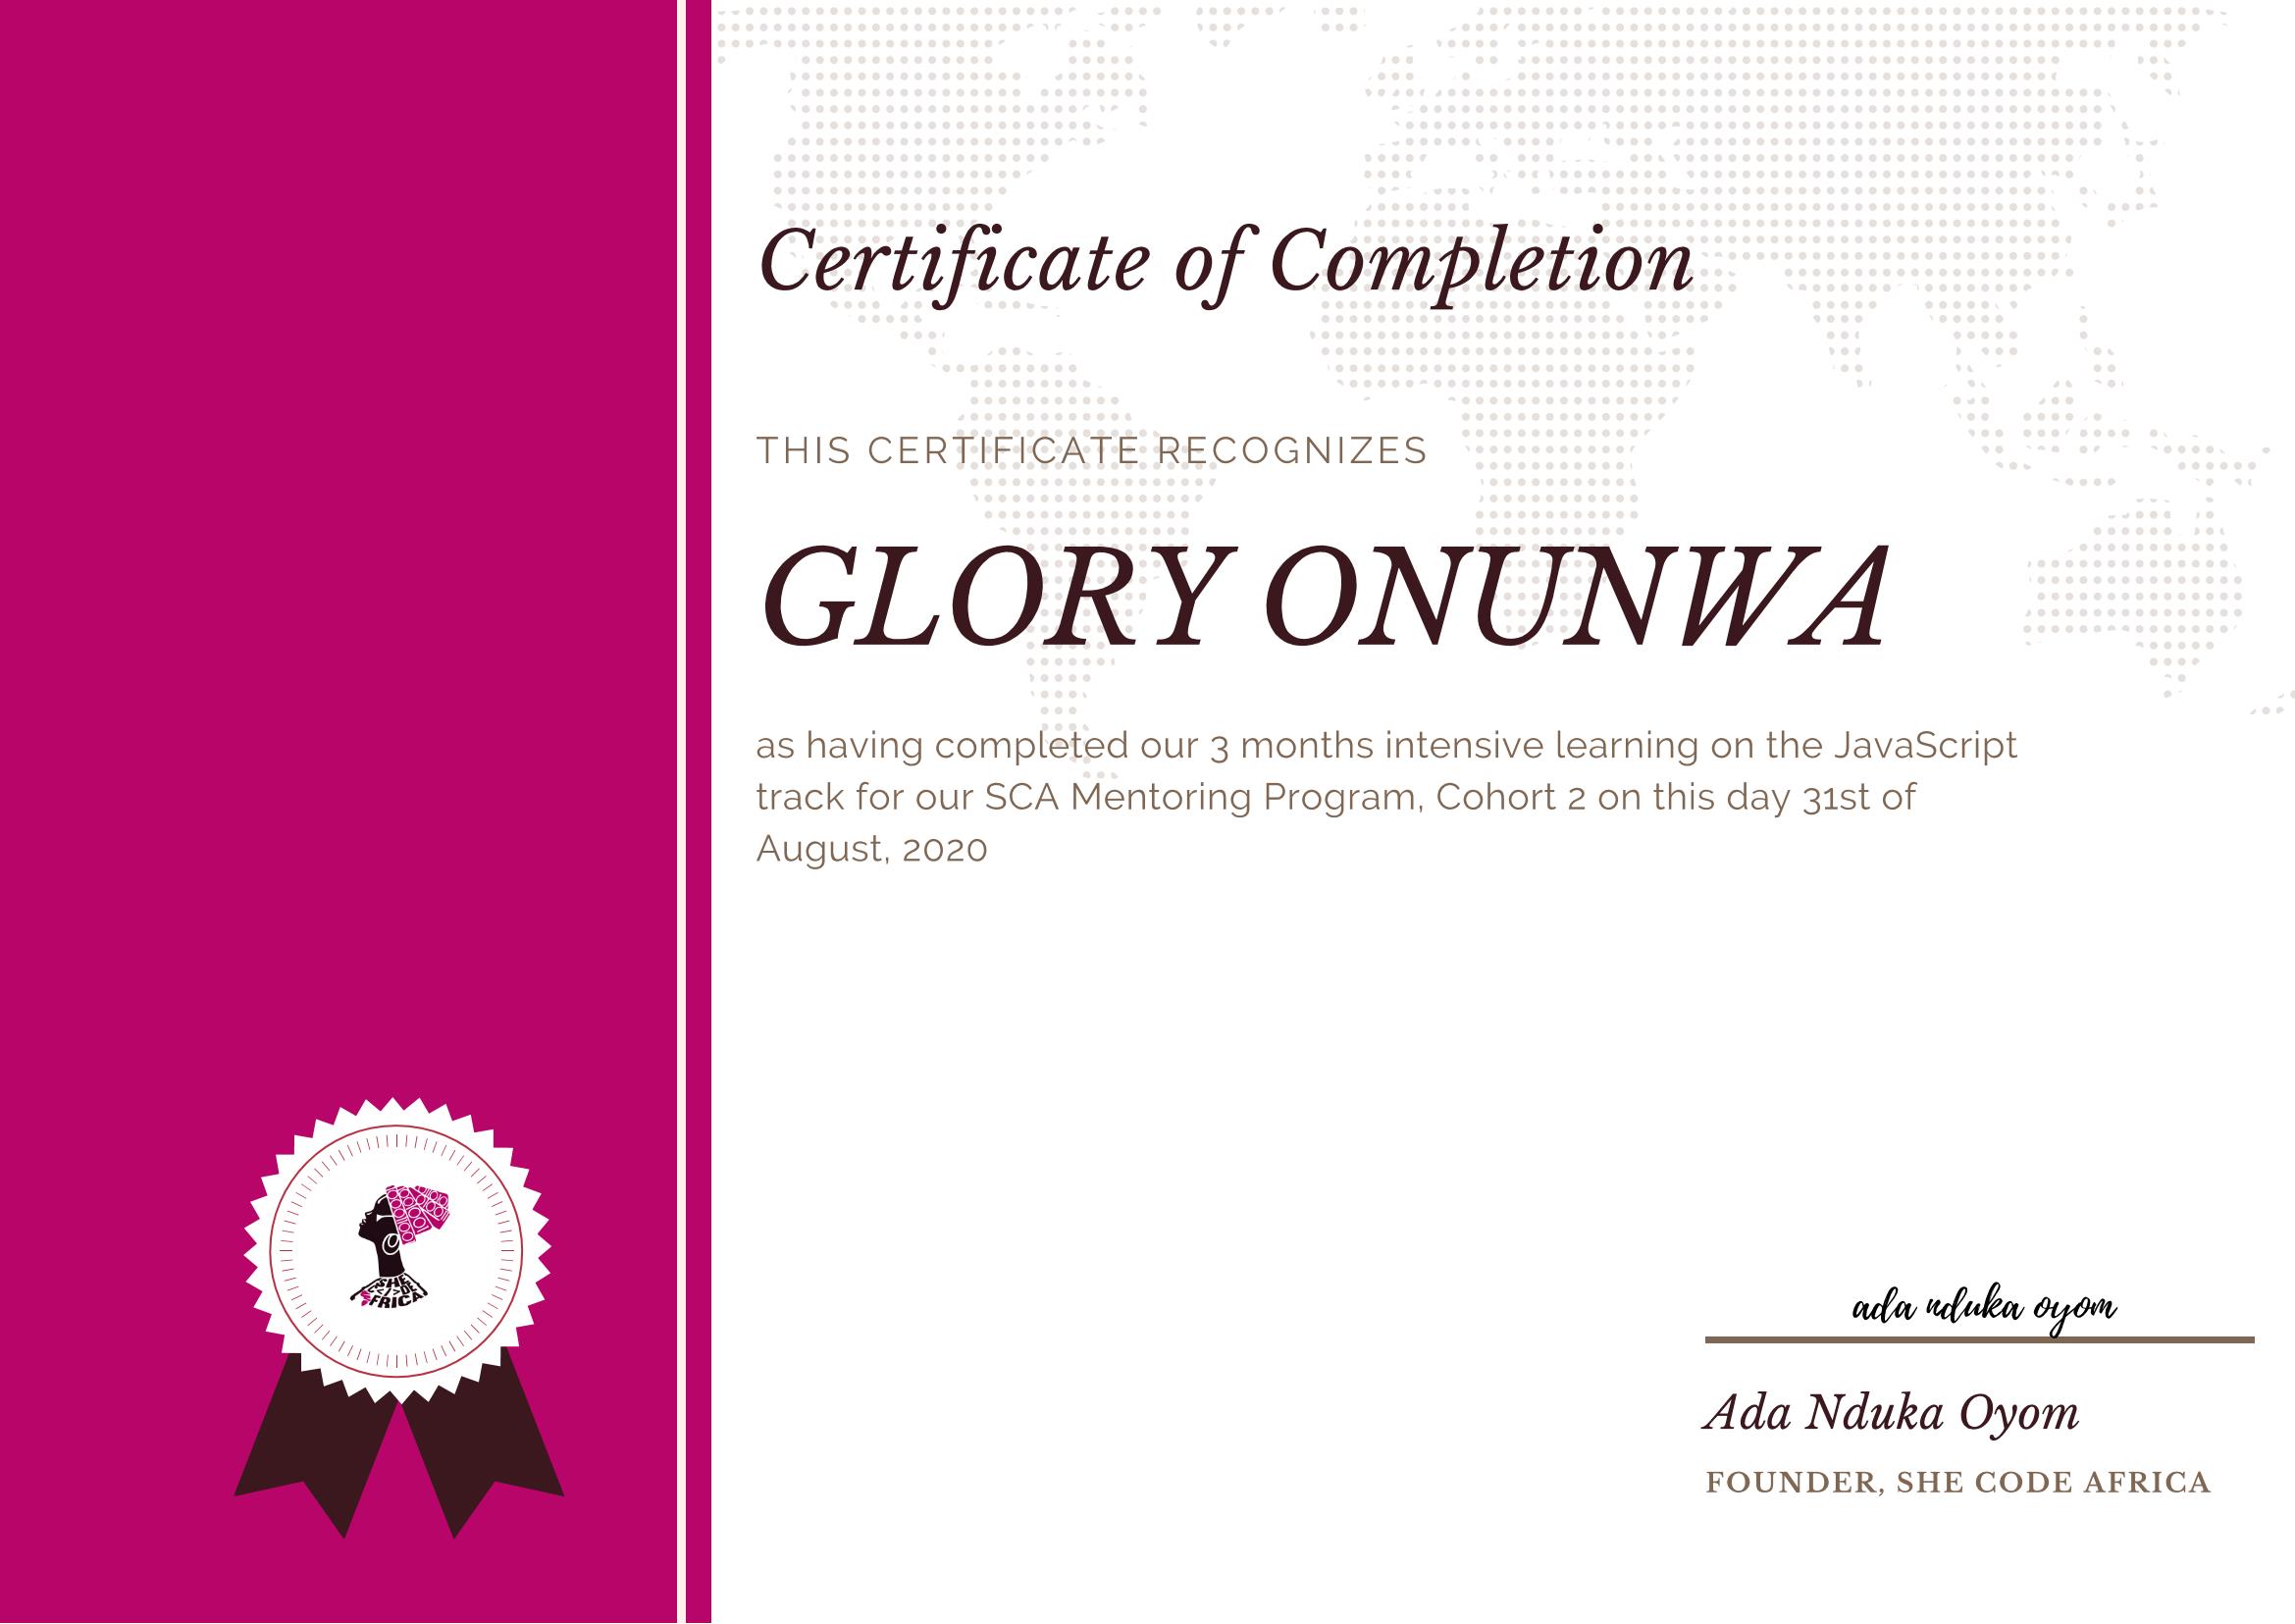 Certificate of Completion
THIS CERTIFICATE RECOGNIZES
GLORY ONUNWA
as having completed our 3 months intensive learning on the JavaScript
track for our SCA Mentoring Program, Cohort 2 on this day 31st of
August, 2020
SHE
C<
/>DE
AFRICA
ada nduka oyom
Ada Nduka Oyom
FOUNDER, SHE CODE AFRICA